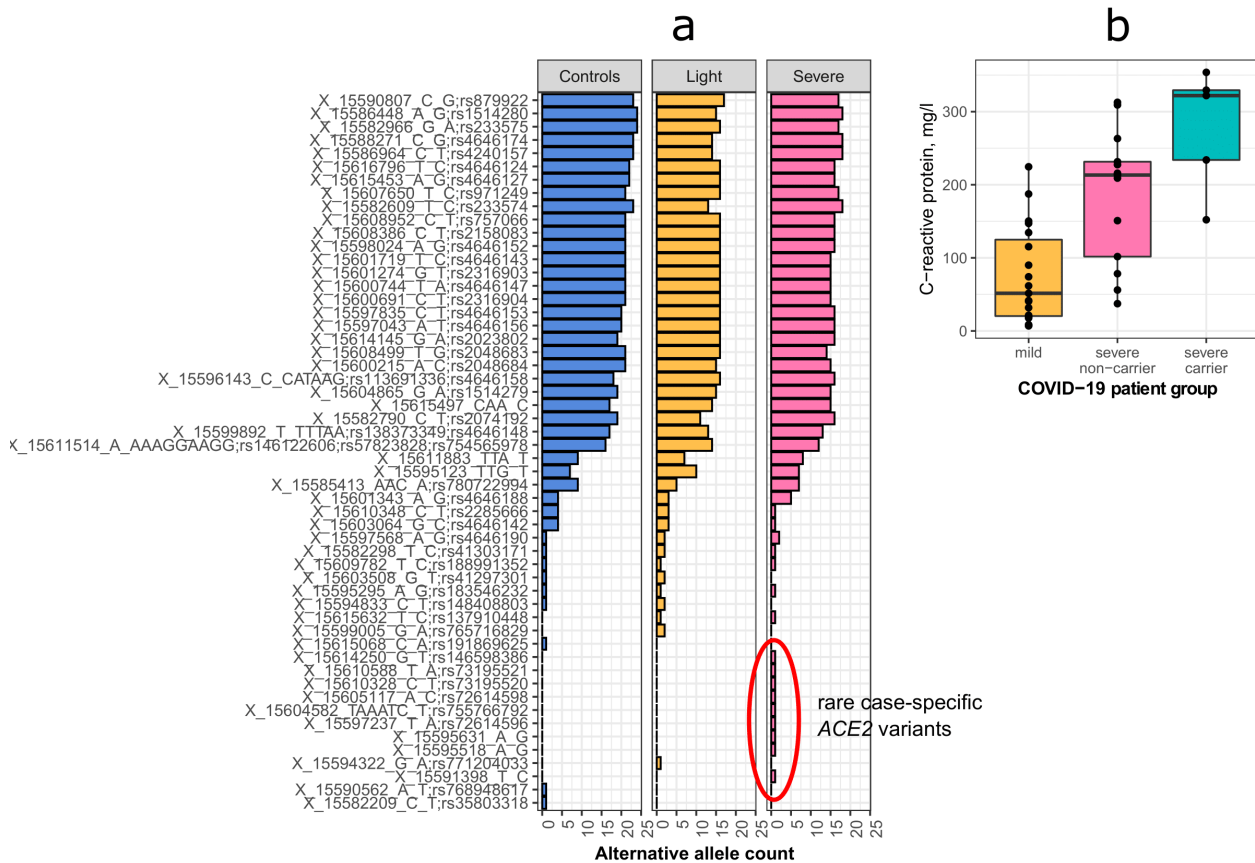 a
b
Controls
Light
Severe
X_15590807_C_G;rs879922
X_15586448_A_G;rs1514280
X_15582966_G_A;rs233575
X_15588271_C_G;rs4646174
X_15586964_C_T;rs4240157
X_15616796_T_C;rs4646124
X_15615453_A_G;rs4646127
X_15607650_T_C;rs971249
X_15582609_T_C;rs233574
X_15608952_C_T;rs757066
X_15608386_C_T;rs2158083
X_15598024_A_G;rs4646152
X_15601719_T_C;rs4646143
X_15601274_G_T;rs2316903
X_15600744_T_A;rs4646147
X_15600691_C_T;rs2316904
X_15597835_C_T;rs4646153
X_15597043_A_T;rs4646156
X_15614145_G_A;rs2023802
X_15608499_T_G;rs2048683
X_15600215_A_C;rs2048684
X_15596143_C_CATAAG;rs113691336;rs4646158
X_15604865_G_A;rs1514279
X_15615497_CAA_C
X_15582790_C_T;rs2074192
X_15599892_T_TTTAA;rs138373349;rs4646148
X_15611514_A_AAAGGAAGG;rs146122606;rs57823828;rs754565978
X_15611883_TTA_T
X_15595123_TTG_T
X_15585413_AAC_A;rs780722994
X_15601343_A_G;rs4646188
X_15610348_C_T;rs2285666
X_15603064_G_C;rs4646142
X_15597568_A_G;rs4646190
X_15582298_T_C;rs41303171
X_15609782_T_C;rs188991352
X_15603508_G_T;rs41297301
X_15595295_A_G;rs183546232
X_15594833_C_T;rs148408803
X_15615632_T_C;rs137910448
X_15599005_G_A;rs765716829
X_15615068_C_A;rs191869625
X_15614250_G_T;rs146598386
X_15610588_T_A;rs73195521
X_15610328_C_T;rs73195520
X_15605117_A_C;rs72614598
X_15604582_TAAATC_T;rs755766792
X_15597237_T_A;rs72614596
X_15595631_A_G
X_15595518_A_G
X_15594322_G_A;rs771204033
X_15591398_T_C
X_15590562_A_T;rs768948617
X_15582209_C_T;rs35803318
rare case-specific
ACE2 variants
0 5 10 15 20 25
0 5 10 15 20 25
0 5 10 15 20 25
Alternative allele count
C−reactive protein, mg/l
300
200
100
0
mild
severe
non−carrier
severe
carrier
COVID−19 patient group